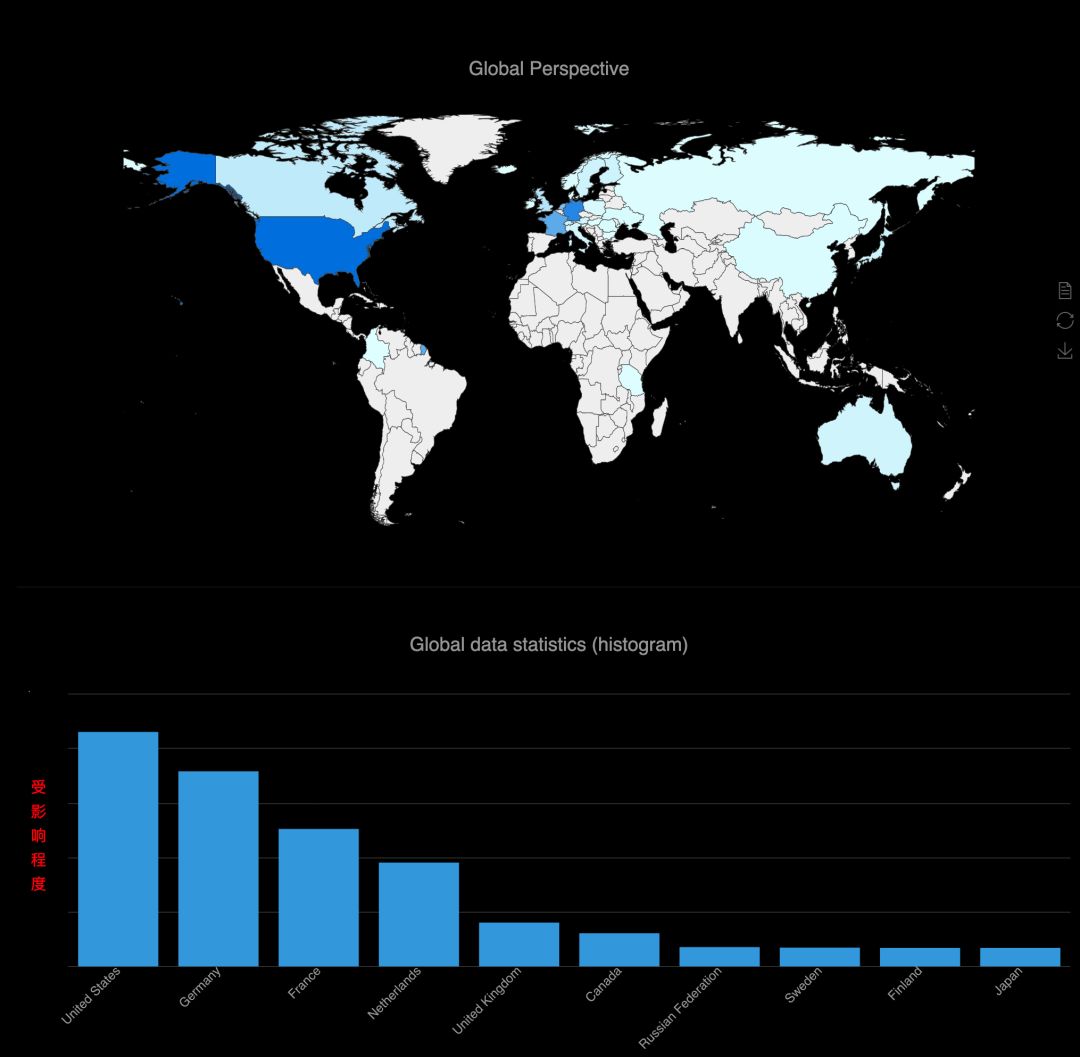 Global Perspective
Global data statistics (histogram)
受影响程度
United States
Germany
France
Netherlands
United Kingdom
Canada
Russian Federation
Sweden
Finland
Japan